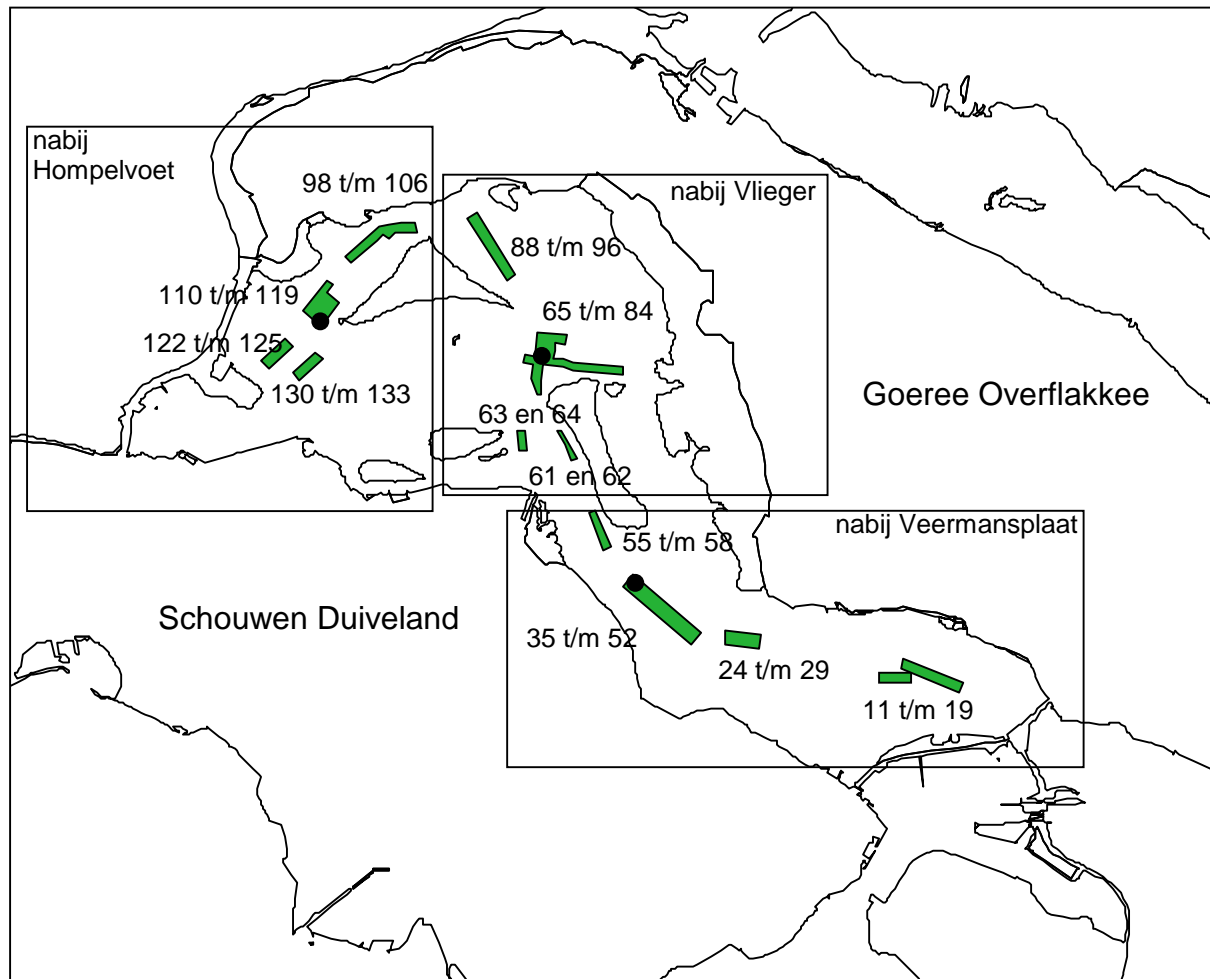 nabij
Hompelvoet
98 t/m 106
nabij Vlieger
88 t/m 96
110 t/m 119
65 t/m 84
122 t/m 125
130 t/m 133
Goeree Overflakkee
63 en 64
61 en 62
nabij Veermansplaat
55 t/m 58
Schouwen Duiveland
35 t/m 52
24 t/m 29
11 t/m 19